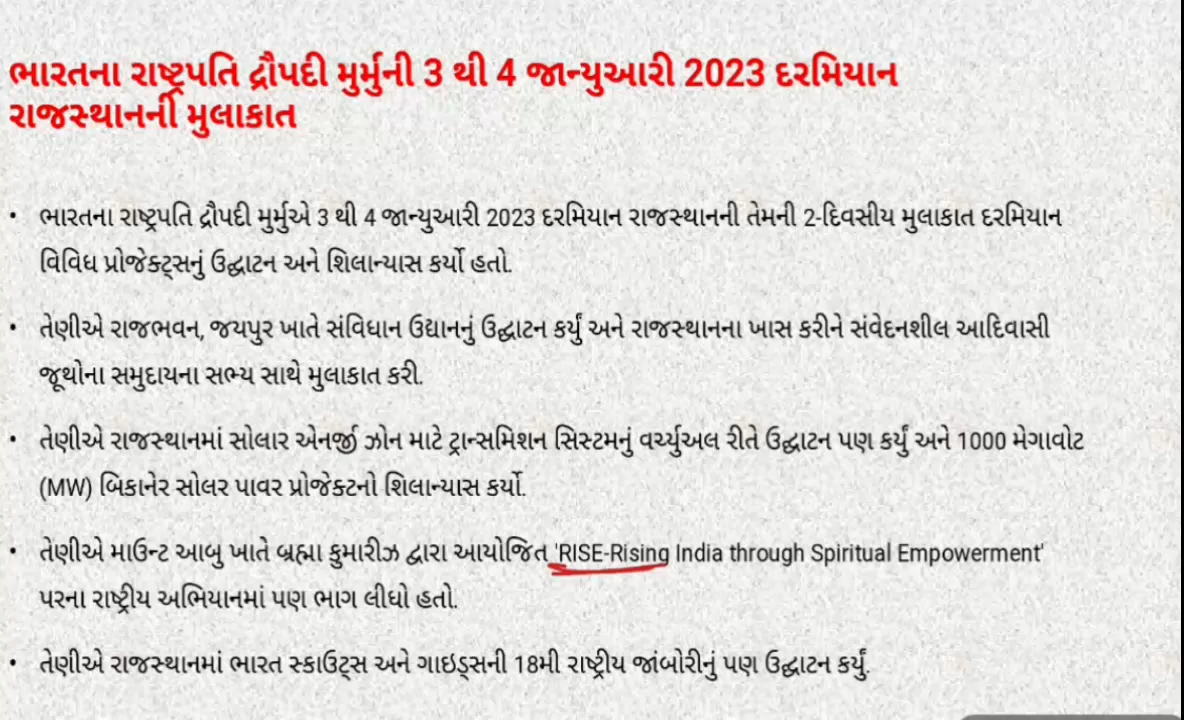 ભારતના રાષ્ટ્રપતિ દ્રૌપદી મુર્મુની 3 થી 4 જાન્યુઆરી 2023 દરમિયાન
રાજસ્થાનની મુલાકાત
• ભારતના રાષ્ટ્રપતિ દ્રૌપદી મુર્મુએ 3 થી 4 જાન્યુઆરી 2023 દરમિયાન રાજસ્થાનની તેમની 2-દિવસીય મુલાકાત દરમિયાન
વિવિધ પ્રોજેક્ટ્સનું ઉદ્ઘાટન અને શિલાન્યાસ કર્યો હતો.
• તેણીએ રાજભવન, જયપુર ખાતે સંવિધાન ઉદ્યાનનું ઉદ્ઘાટન કર્યું અને રાજસ્થાનના ખાસ કરીને સંવેદનશીલ આદિવાસી
જૂથોના સમુદાયના સભ્ય સાથે મુલાકાત કરી.
• તેણીએ રાજસ્થાનમાં સોલાર એનર્જી ઝોન માટે ટ્રાન્સમિશન સિસ્ટમનું વર્ચ્યુઅલ રીતે ઉદ્ઘાટન પણ કર્યું અને 1000 મેગાવોટ
(MW) બિકાનેર સોલર પાવર પ્રોજેક્ટનો શિલાન્યાસ કર્યો.
• તેણીએ માઉન્ટ આબુ ખાતે બ્રહ્મા કુમારીઝ દ્વારા આયોજિત 'RISE-Rising India through Spiritual Empowerment'
પરના રાષ્ટ્રીય અભિયાનમાં પણ ભાગ લીધો હતો.
• તેણીએ રાજસ્થાનમાં ભારત સ્કાઉટ્સ અને ગાઇડ્સની 18મી રાષ્ટ્રીય જાંબોરીનું પણ ઉદ્ઘાટન કર્યું.